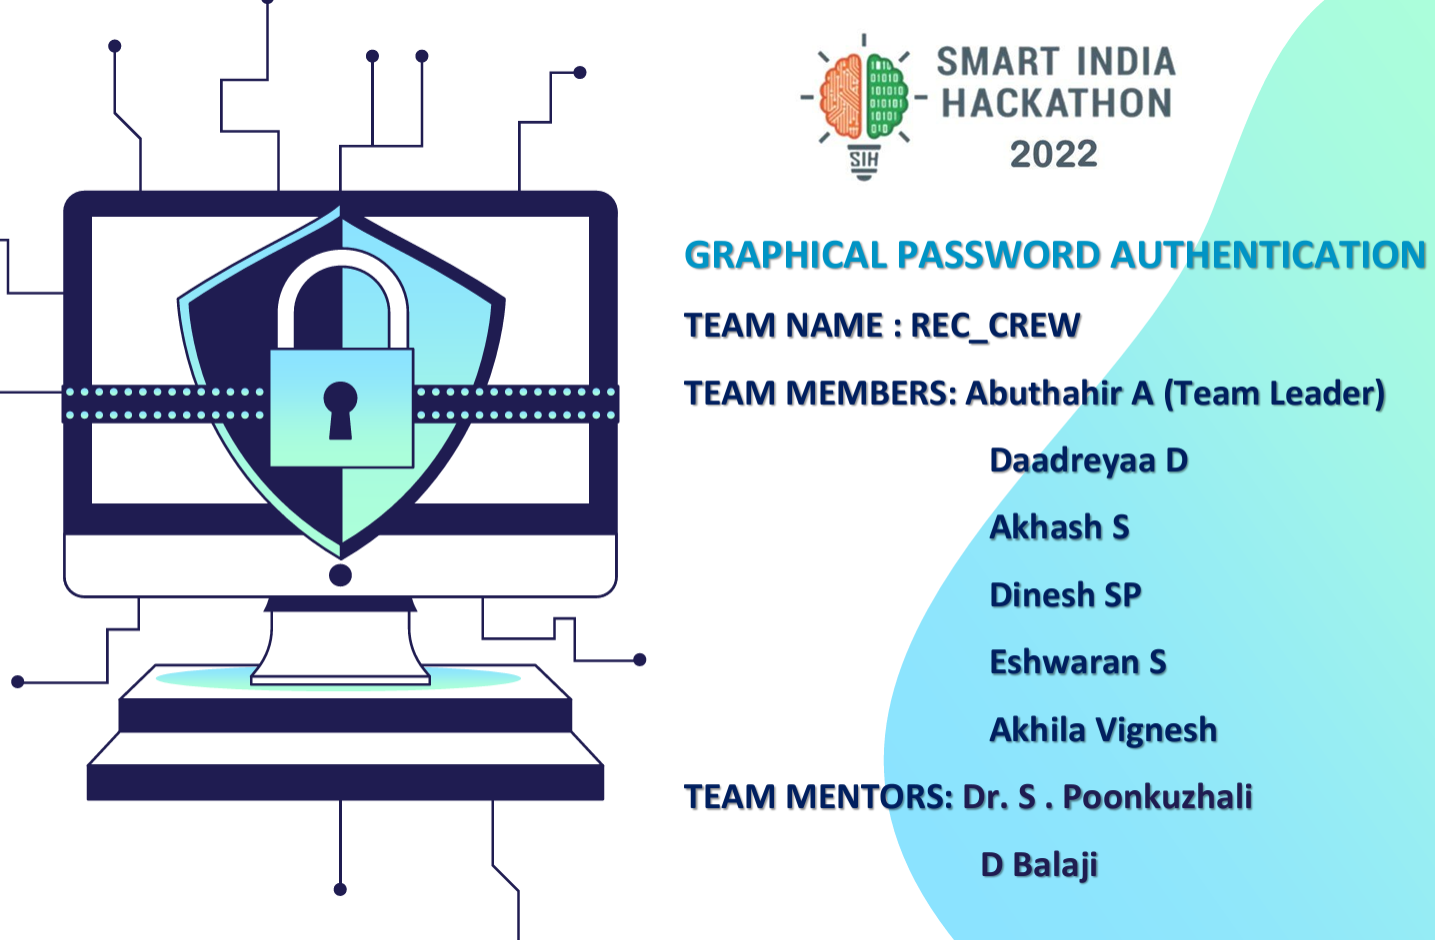 SMART INDIA
HACKATHON
2022
SIH
GRAPHICAL PASSWORD AUTHENTICATION
TEAM NAME : REC_CREW
TEAM MEMBERS: Abuthahir A (Team Leader)
Daadreyaa D
Akhash S
Dinesh SP
Eshwaran S
Akhila Vignesh
TEAM MENTORS: Dr. S . Poonkuzhali
D Balaji